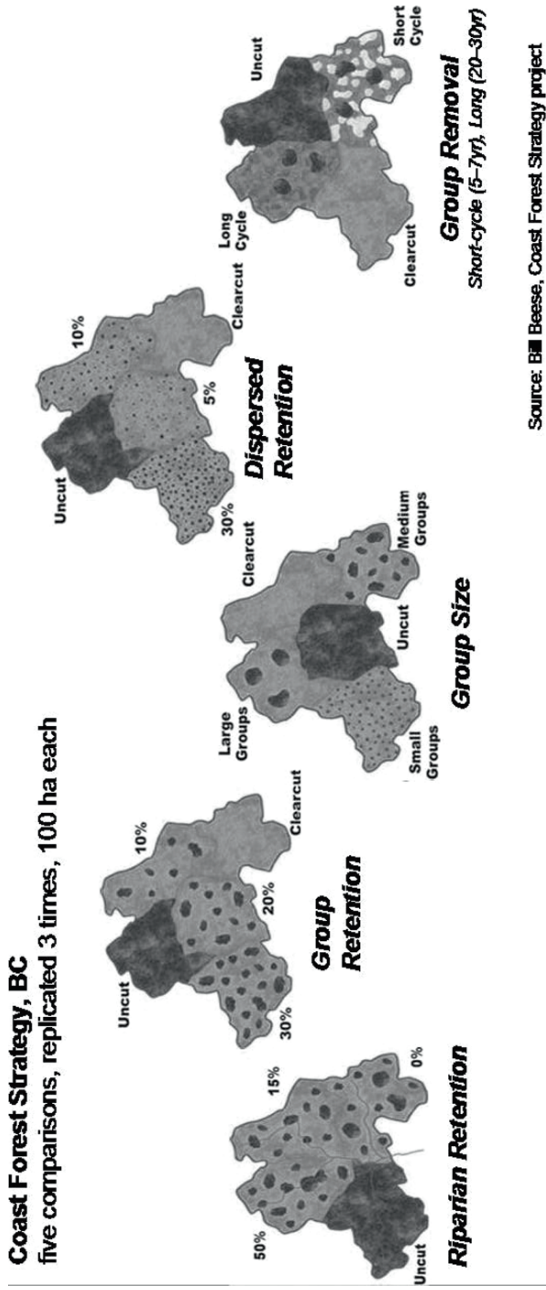 Coast Forest Strategy, BC
five comparisons, replicated 3 times, 100 ha each
50%
15%
0%
Uncut
Riparian Retention
Uncut
10%
30%
20%
Clearcut
Group
Retention
Large
Groups
Clearcut
Small
Groups
Uncut
Medium
Groups
Group Size
Uncut
10%
30%
5%
Clearcut
Dispersed
Retention
Long
Cycle
Uncut
Clearcut
Short
Cycle
Group Removal
Short-cycle (5-7yr), Long (20-30yr)
Source: Bill Beese, Coast Forest Strategy project